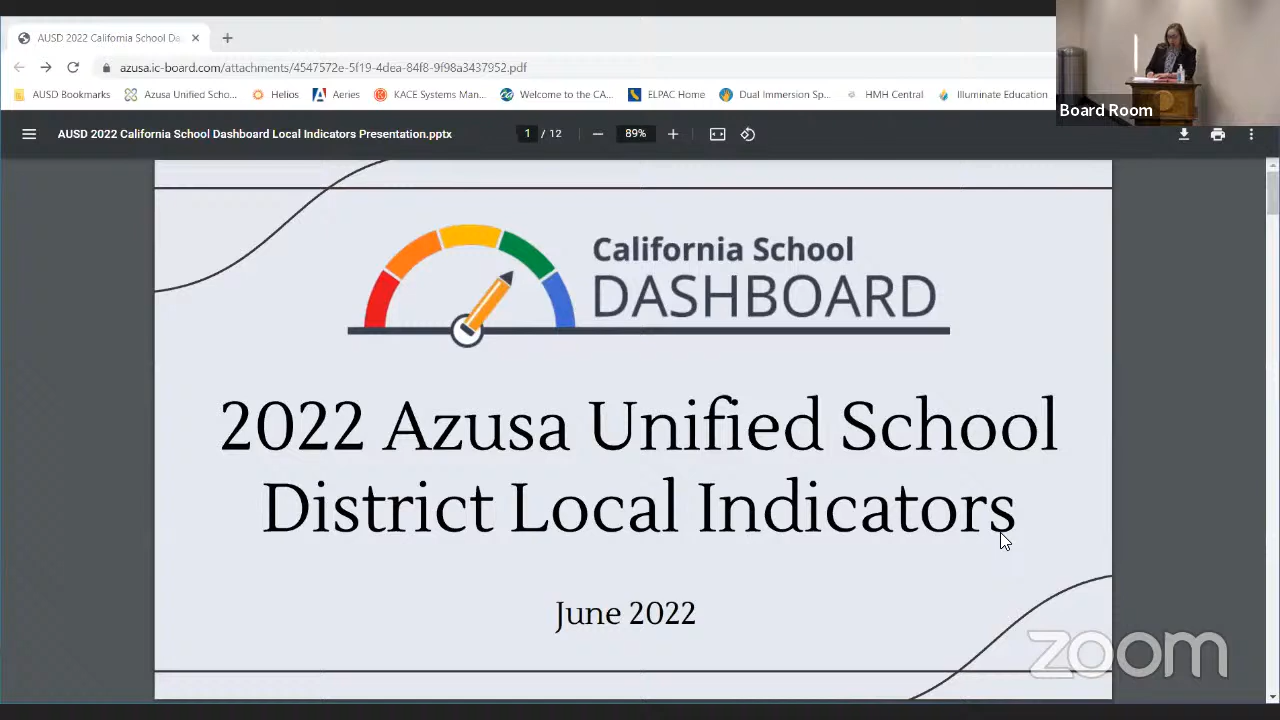 AUSD 2022 California School Da
azusa.ic-board.com/attachments/4547572e-5f19-4dea-84f8-9f98a3437952.pdf
AUSD Bookmarks
Azusa Unified Scho...
Helios
Aeries
KACE Systems Man...
Welcome to the CA...
ELPAC Home
Dual Immersion Sp...
HMH Central
Illuminate Education
Board Room
AUSD 2022 California School Dashboard Local Indicators Presentation.pptx
1 / 12
89%
California School
DASHBOARD
2022 Azusa Unified School
District Local Indicators
June 2022
zoom